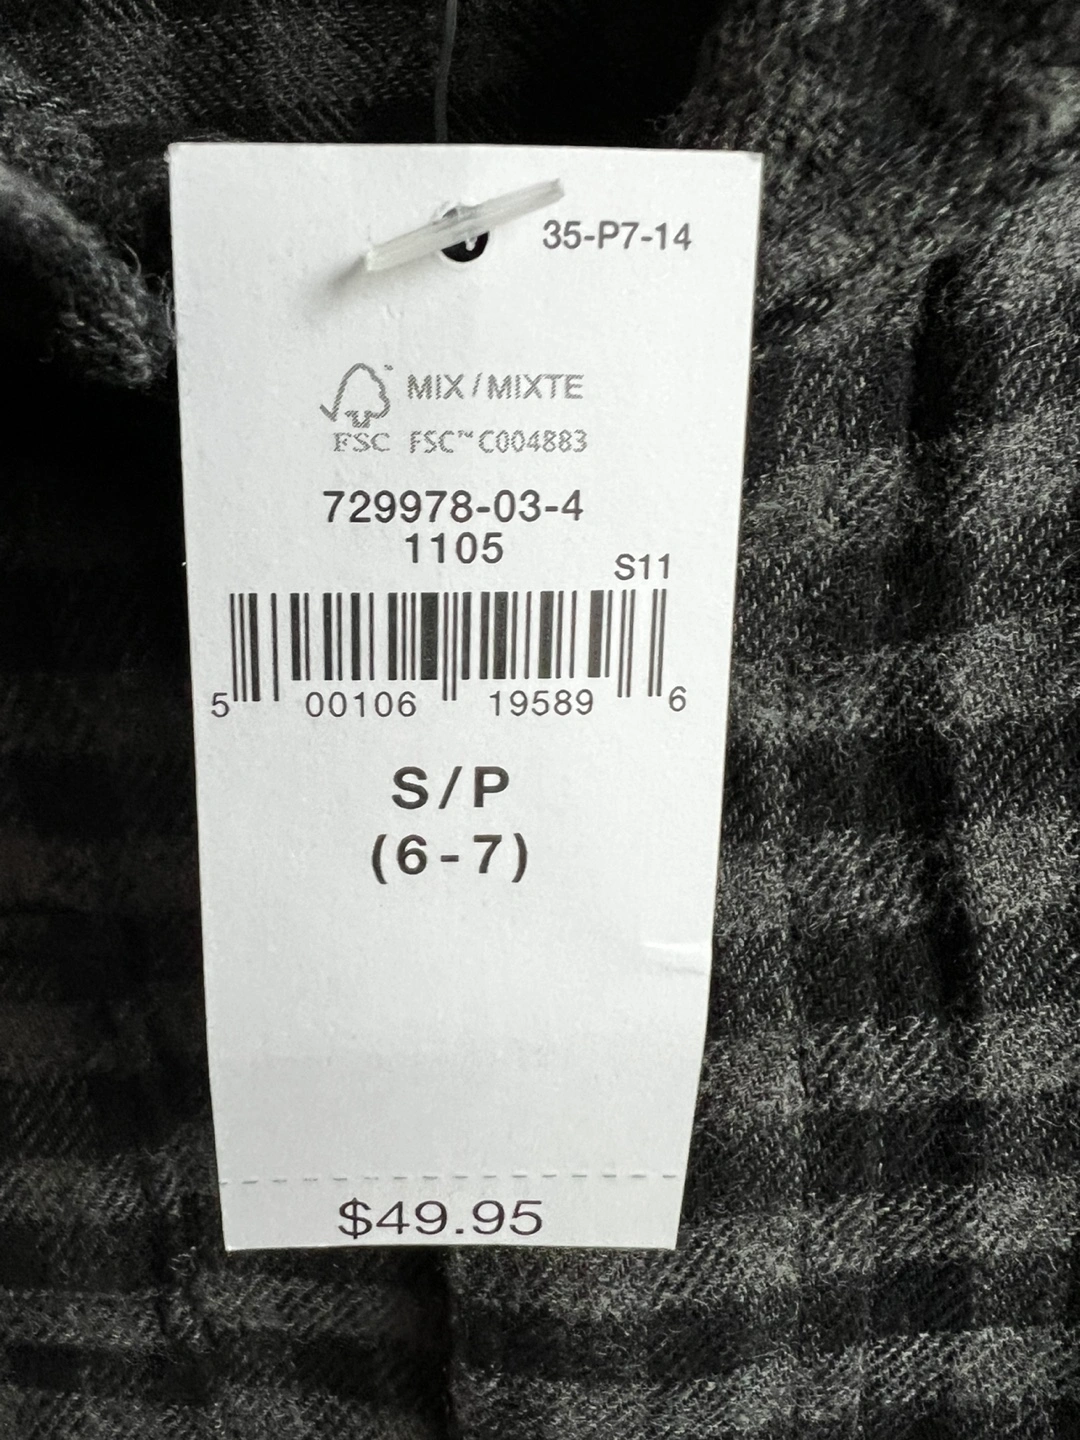 35-P7-14
MIX / MIXTE
FSC FSC™ C004883
729978-03-4
1105
S11
5 00106 19589 6
S/P
(6-7)
$49.95